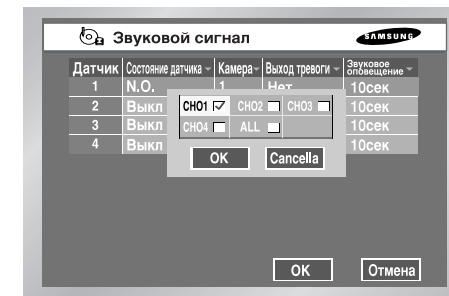 Звуковой сигнал SAMSUNG
Датчик Состояние датчика Камера Выход тревоги Звуковое оповещение
1 N.O. 1 Нет 10сек
2 Выкл 10сек
3 Выкл 10сек
4 Выкл 10сек
CHO1 CHO2 CHO3
CHO4 ALL
OK Cancella
OK Отмена